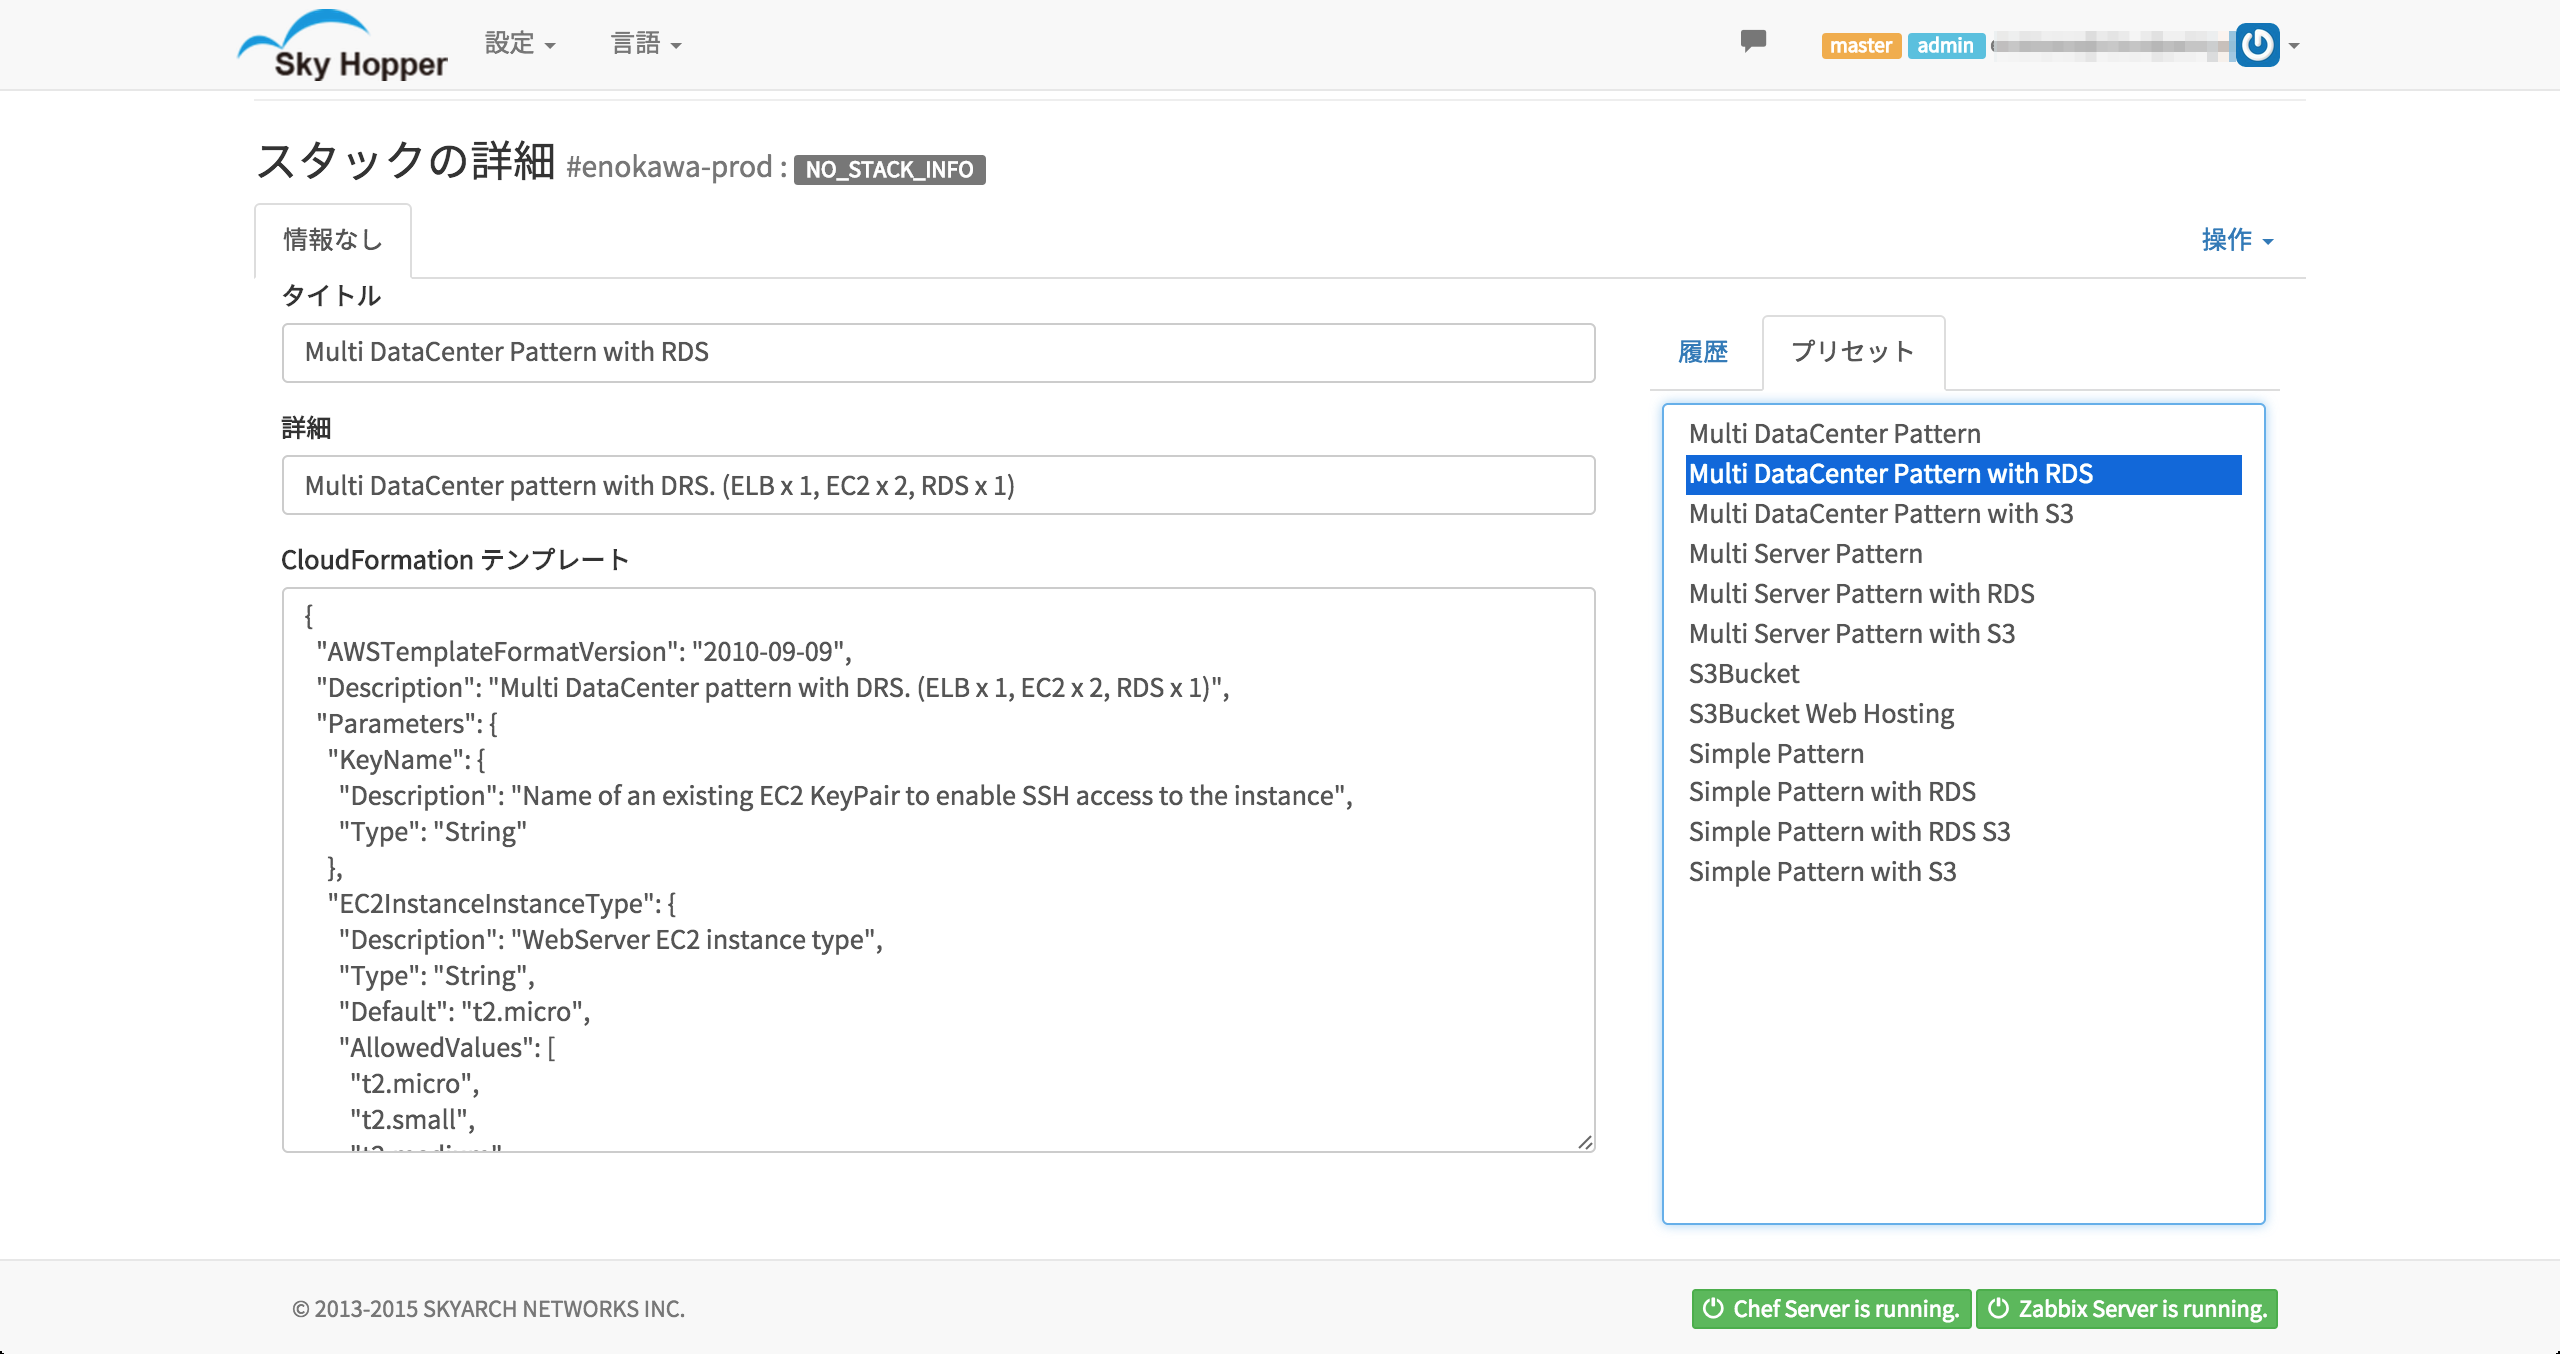 Sky Hopper
設定
言語
master
admin
スタックの詳細 #enokawa-prod : NO_STACK_INFO
情報なし
操作
タイトル
Multi DataCenter Pattern with RDS
詳細
Multi DataCenter pattern with DRS. (ELB x 1, EC2 x 2, RDS x 1)
CloudFormation テンプレート
{
"AWSTemplateFormatVersion": "2010-09-09",
"Description": "Multi DataCenter pattern with DRS. (ELB x 1, EC2 x 2, RDS x 1)",
"Parameters": {
"KeyName": {
"Description": "Name of an existing EC2 KeyPair to enable SSH access to the instance",
"Type": "String"
},
"EC2InstanceInstanceType": {
"Description": "WebServer EC2 instance type",
"Type": "String",
"Default": "t2.micro",
"AllowedValues": [
"t2.micro",
"t2.small",
履歴
プリセット
Multi DataCenter Pattern
Multi DataCenter Pattern with RDS
Multi DataCenter Pattern with S3
Multi Server Pattern
Multi Server Pattern with RDS
Multi Server Pattern with S3
S3Bucket
S3Bucket Web Hosting
Simple Pattern
Simple Pattern with RDS
Simple Pattern with RDS S3
Simple Pattern with S3
© 2013-2015 SKYARCH NETWORKS INC.
Chef Server is running.
Zabbix Server is running.